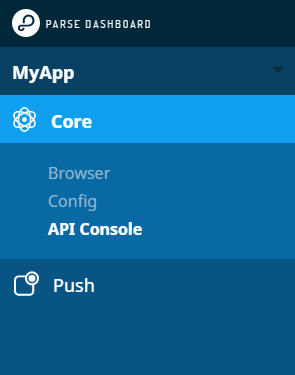 PARSE DASHBOARD
MyApp
Core
Browser
Config
API Console
Push